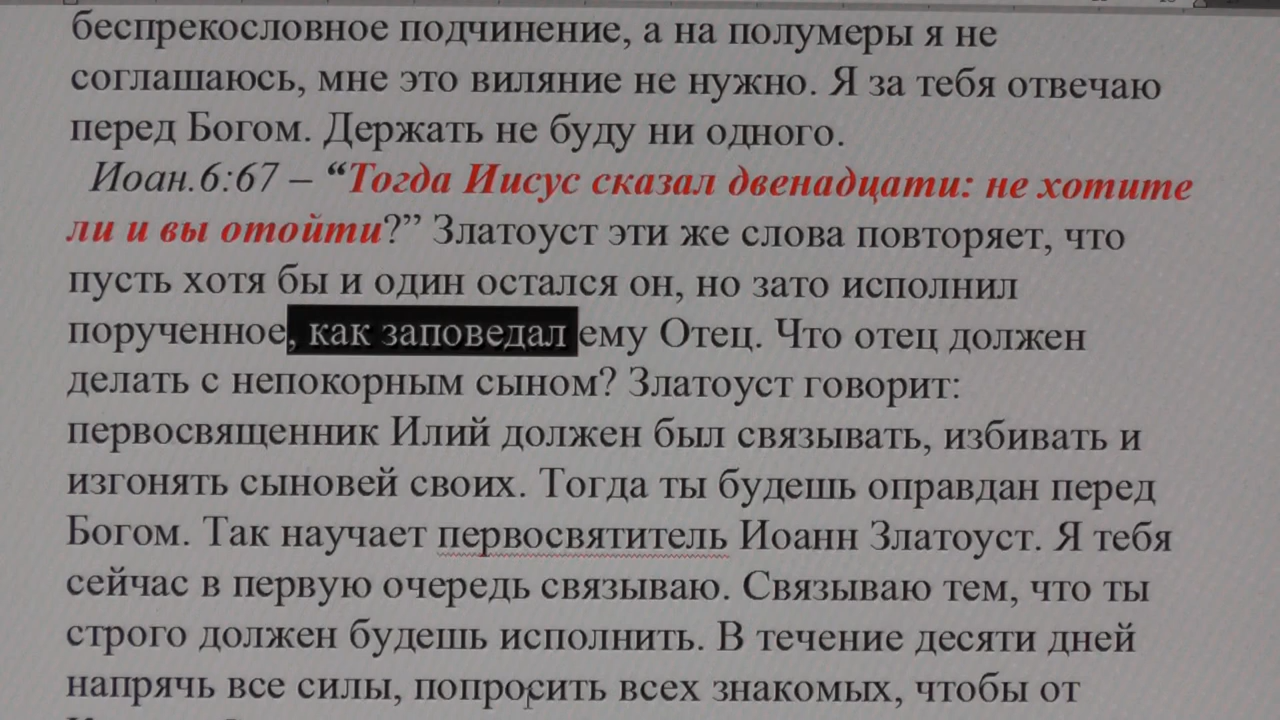 беспрекословное подчинение, а на полумеры я не
соглашаюсь, мне это виляние не нужно. Я за тебя отвечаю
перед Богом. Держать не буду ни одного.
Иоан.6:67 – “Тогда Иисус сказал двенадцати: не хотите
ли и вы отойти?” Златоуст эти же слова повторяет, что
пусть хотя бы и один остался он, но зато исполнил
порученное, как заповедал ему Отец. Что отец должен
делать с непокорным сыном? Златоуст говорит:
первосвященник Илий должен был связывать, избивать и
изгонять сыновей своих. Тогда ты будешь оправдан перед
Богом. Так научает первосвятитель Иоанн Златоуст. Я тебя
сейчас в первую очередь связываю. Связываю тем, что ты
строго должен будешь исполнить. В течение десяти дней
напрячь все силы, попросить всех знакомых, чтобы от